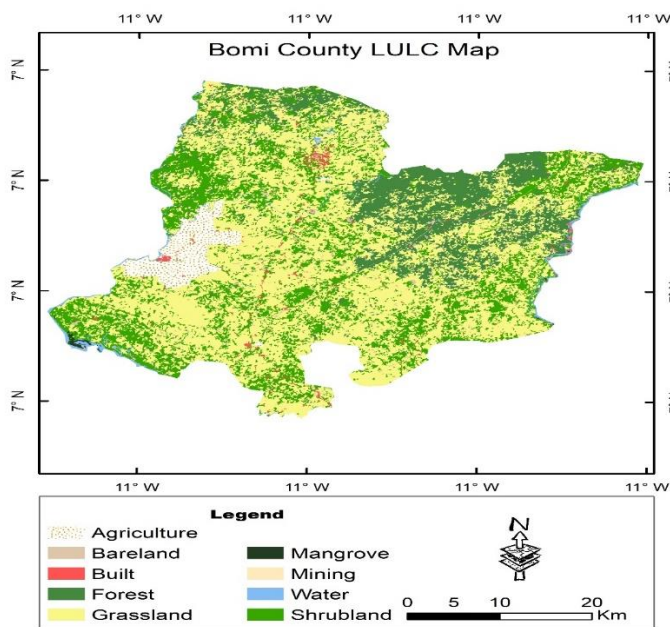 11° W 11° W 11° W 11° W
Bomi County LULC Map
7° N
7° N
7° N
7° N
11° W 11° W 11° W 11° W
Legend
Agriculture
Bareland
Built
Forest
Grassland
Mangrove
Mining
Water
Shrubland
N
0 5 10 20
Km